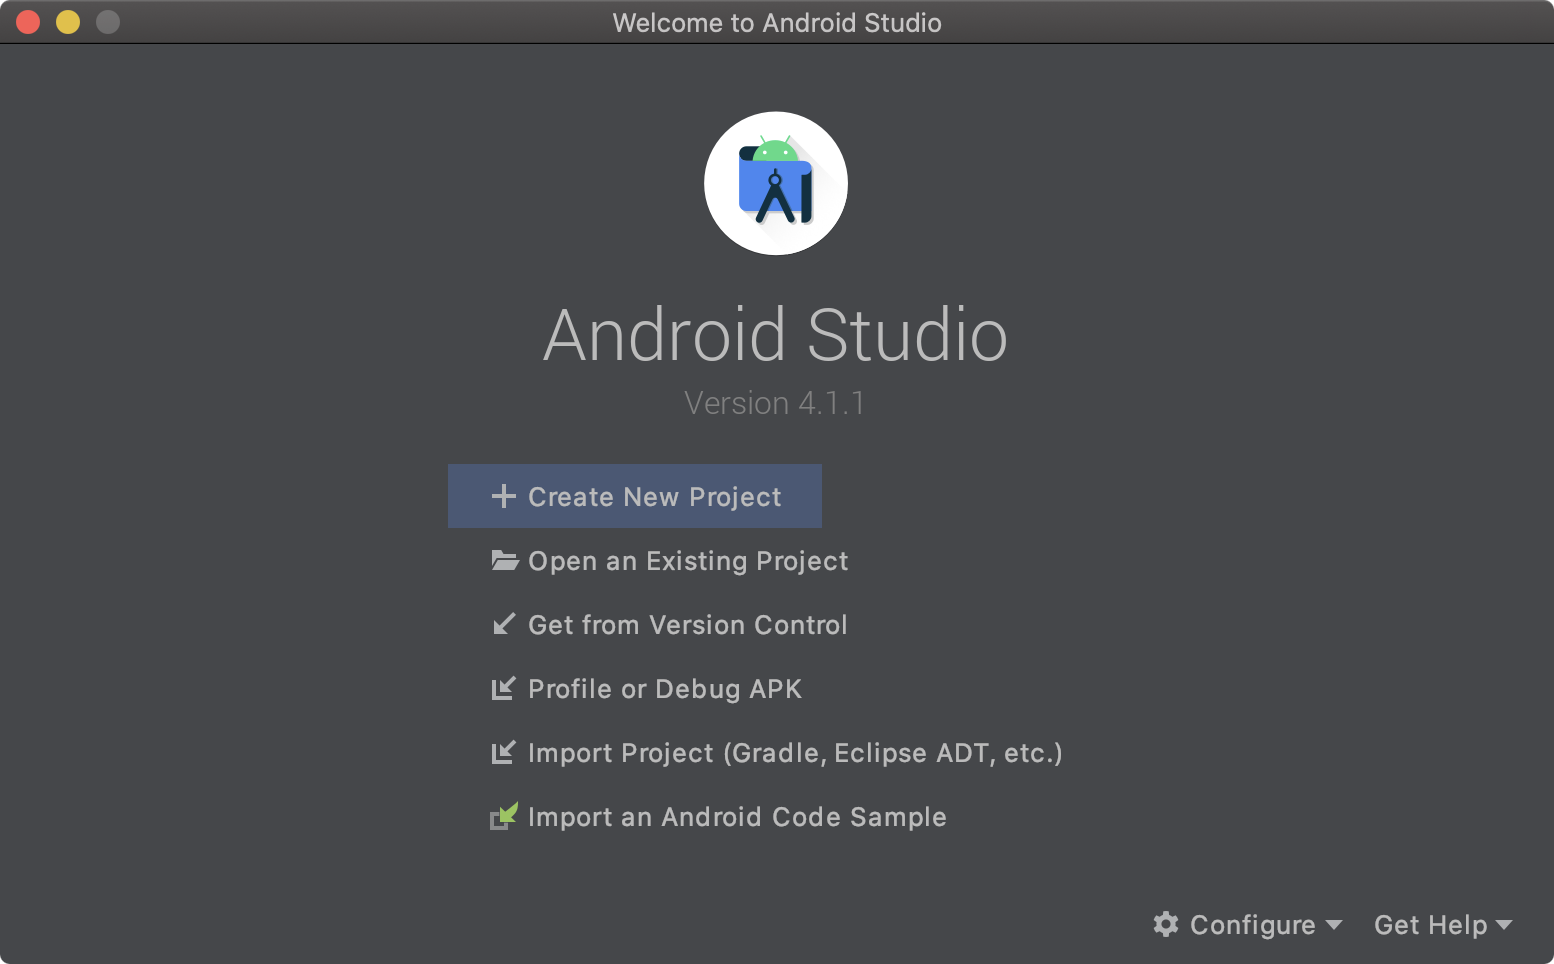 Welcome to Android Studio
Android Studio
Version 4.1.1
Create New Project
Open an Existing Project
Get from Version Control
Profile or Debug APK
Import Project (Gradle, Eclipse ADT, etc.)
Import an Android Code Sample
Configure Get Help